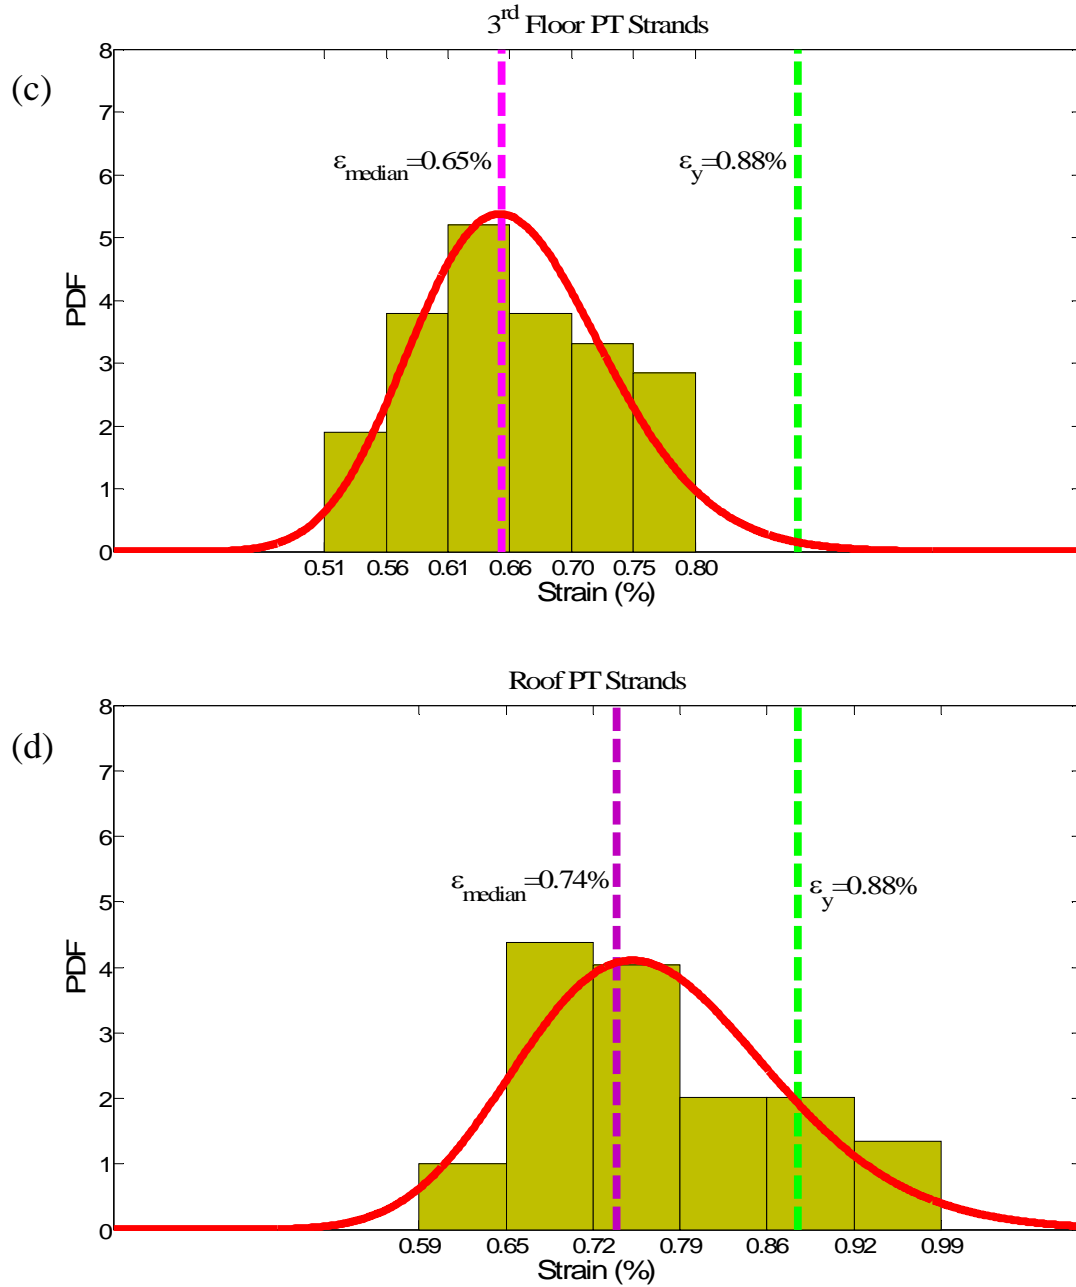 3rd Floor PT Strands
(c)
8
7
6
5
4
3
2
1
0
PDF
εmedian=0.65%
εy=0.88%
0.51 0.56 0.61 0.66 0.70 0.75 0.80
Strain (%)
Roof PT Strands
(d)
8
7
6
5
4
3
2
1
0
PDF
εmedian=0.74%
εy=0.88%
0.59 0.65 0.72 0.79 0.86 0.92 0.99
Strain (%)